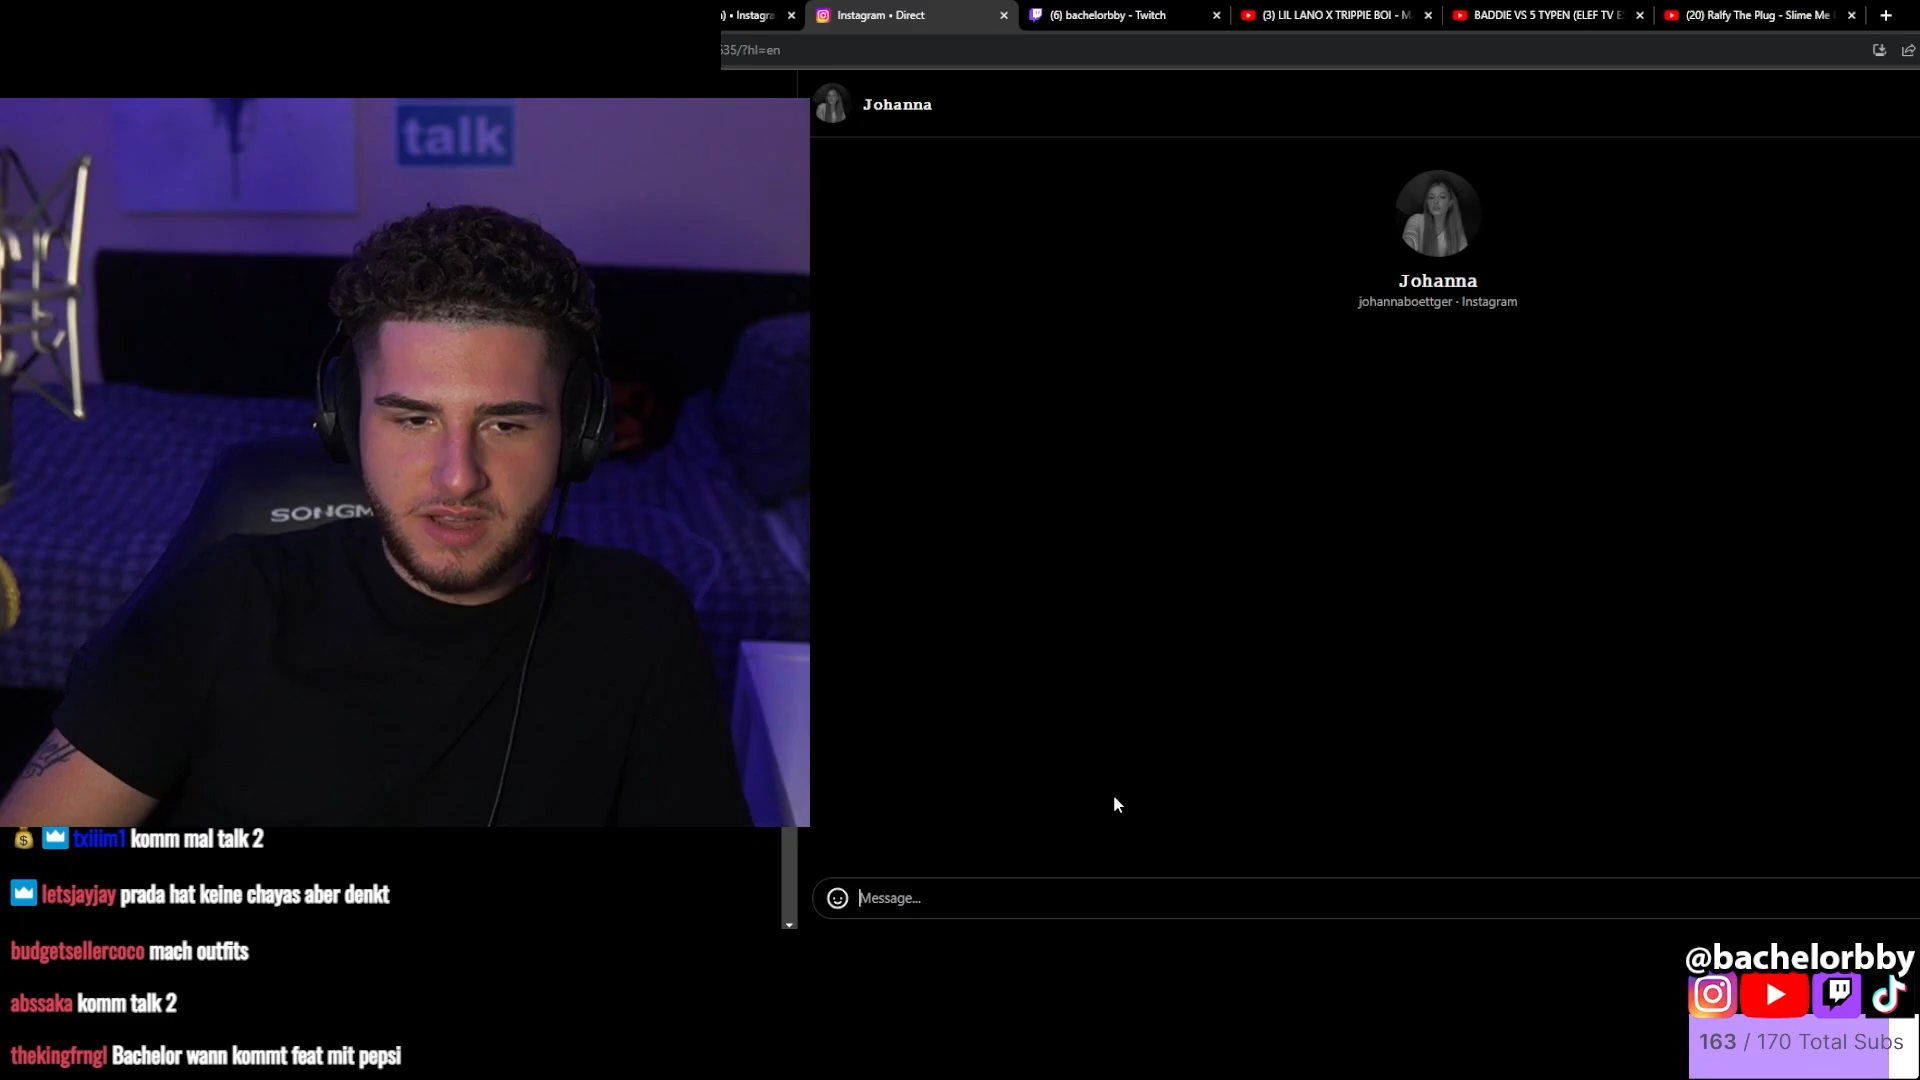 ) • Instagra
Instagram • Direct
(6) bachelorbby - Twitch
(3) LIL LANO X TRIPPIE BOI - M
BADDIE VS 5 TYPEN (ELEF TV E
(20) Ralfy The Plug - Slime Me
35/?hl=en
Johanna
talk
Johanna
johannaboettger · Instagram
SONGM
txiiim1 komm mal talk 2
letsjayjay prada hat keine chayas aber denkt
Message...
budgetsellercoco mach outfits
abssaka komm talk 2
thekingfrngl Bachelor wann kommt feat mit pepsi
@bachelorbby
163 / 170 Total Subs